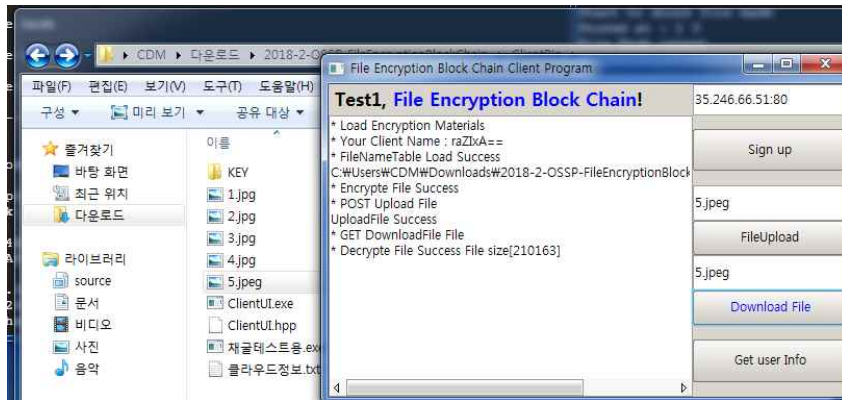 CDM ▸ 다운로드 ▸ 2018-2-OSSP-FileEncryptionBlockChain
파일(F) 편집(E) 보기(V) 도구(T) 도움말(H)
구성 미리 보기 공유 대상
이름
즐겨찾기
바탕 화면
최근 위치
다운로드
라이브러리
source
문서
비디오
사진
음악
KEY
1.jpg
2.jpg
3.jpg
4.jpg
5.jpeg
ClientUI.exe
ClientUI.hpp
채굴테스트용.exe
클라우드정보.txt
File Encryption Block Chain Client Program
Test1, File Encryption Block Chain!
* Load Encryption Materials
* Your Client Name : raZIxA==
* FileNameTable Load Success
C:₩Users₩CDM₩Downloads₩2018-2-OSSP-FileEncryptionBlock
* Encrypte File Success
* POST Upload File
UploadFile Success
* GET DownloadFile File
* Decrypte File Success File size[210163]
35.246.66.51:80
Sign up
5.jpeg
FileUpload
5.jpeg
Download File
Get user Info